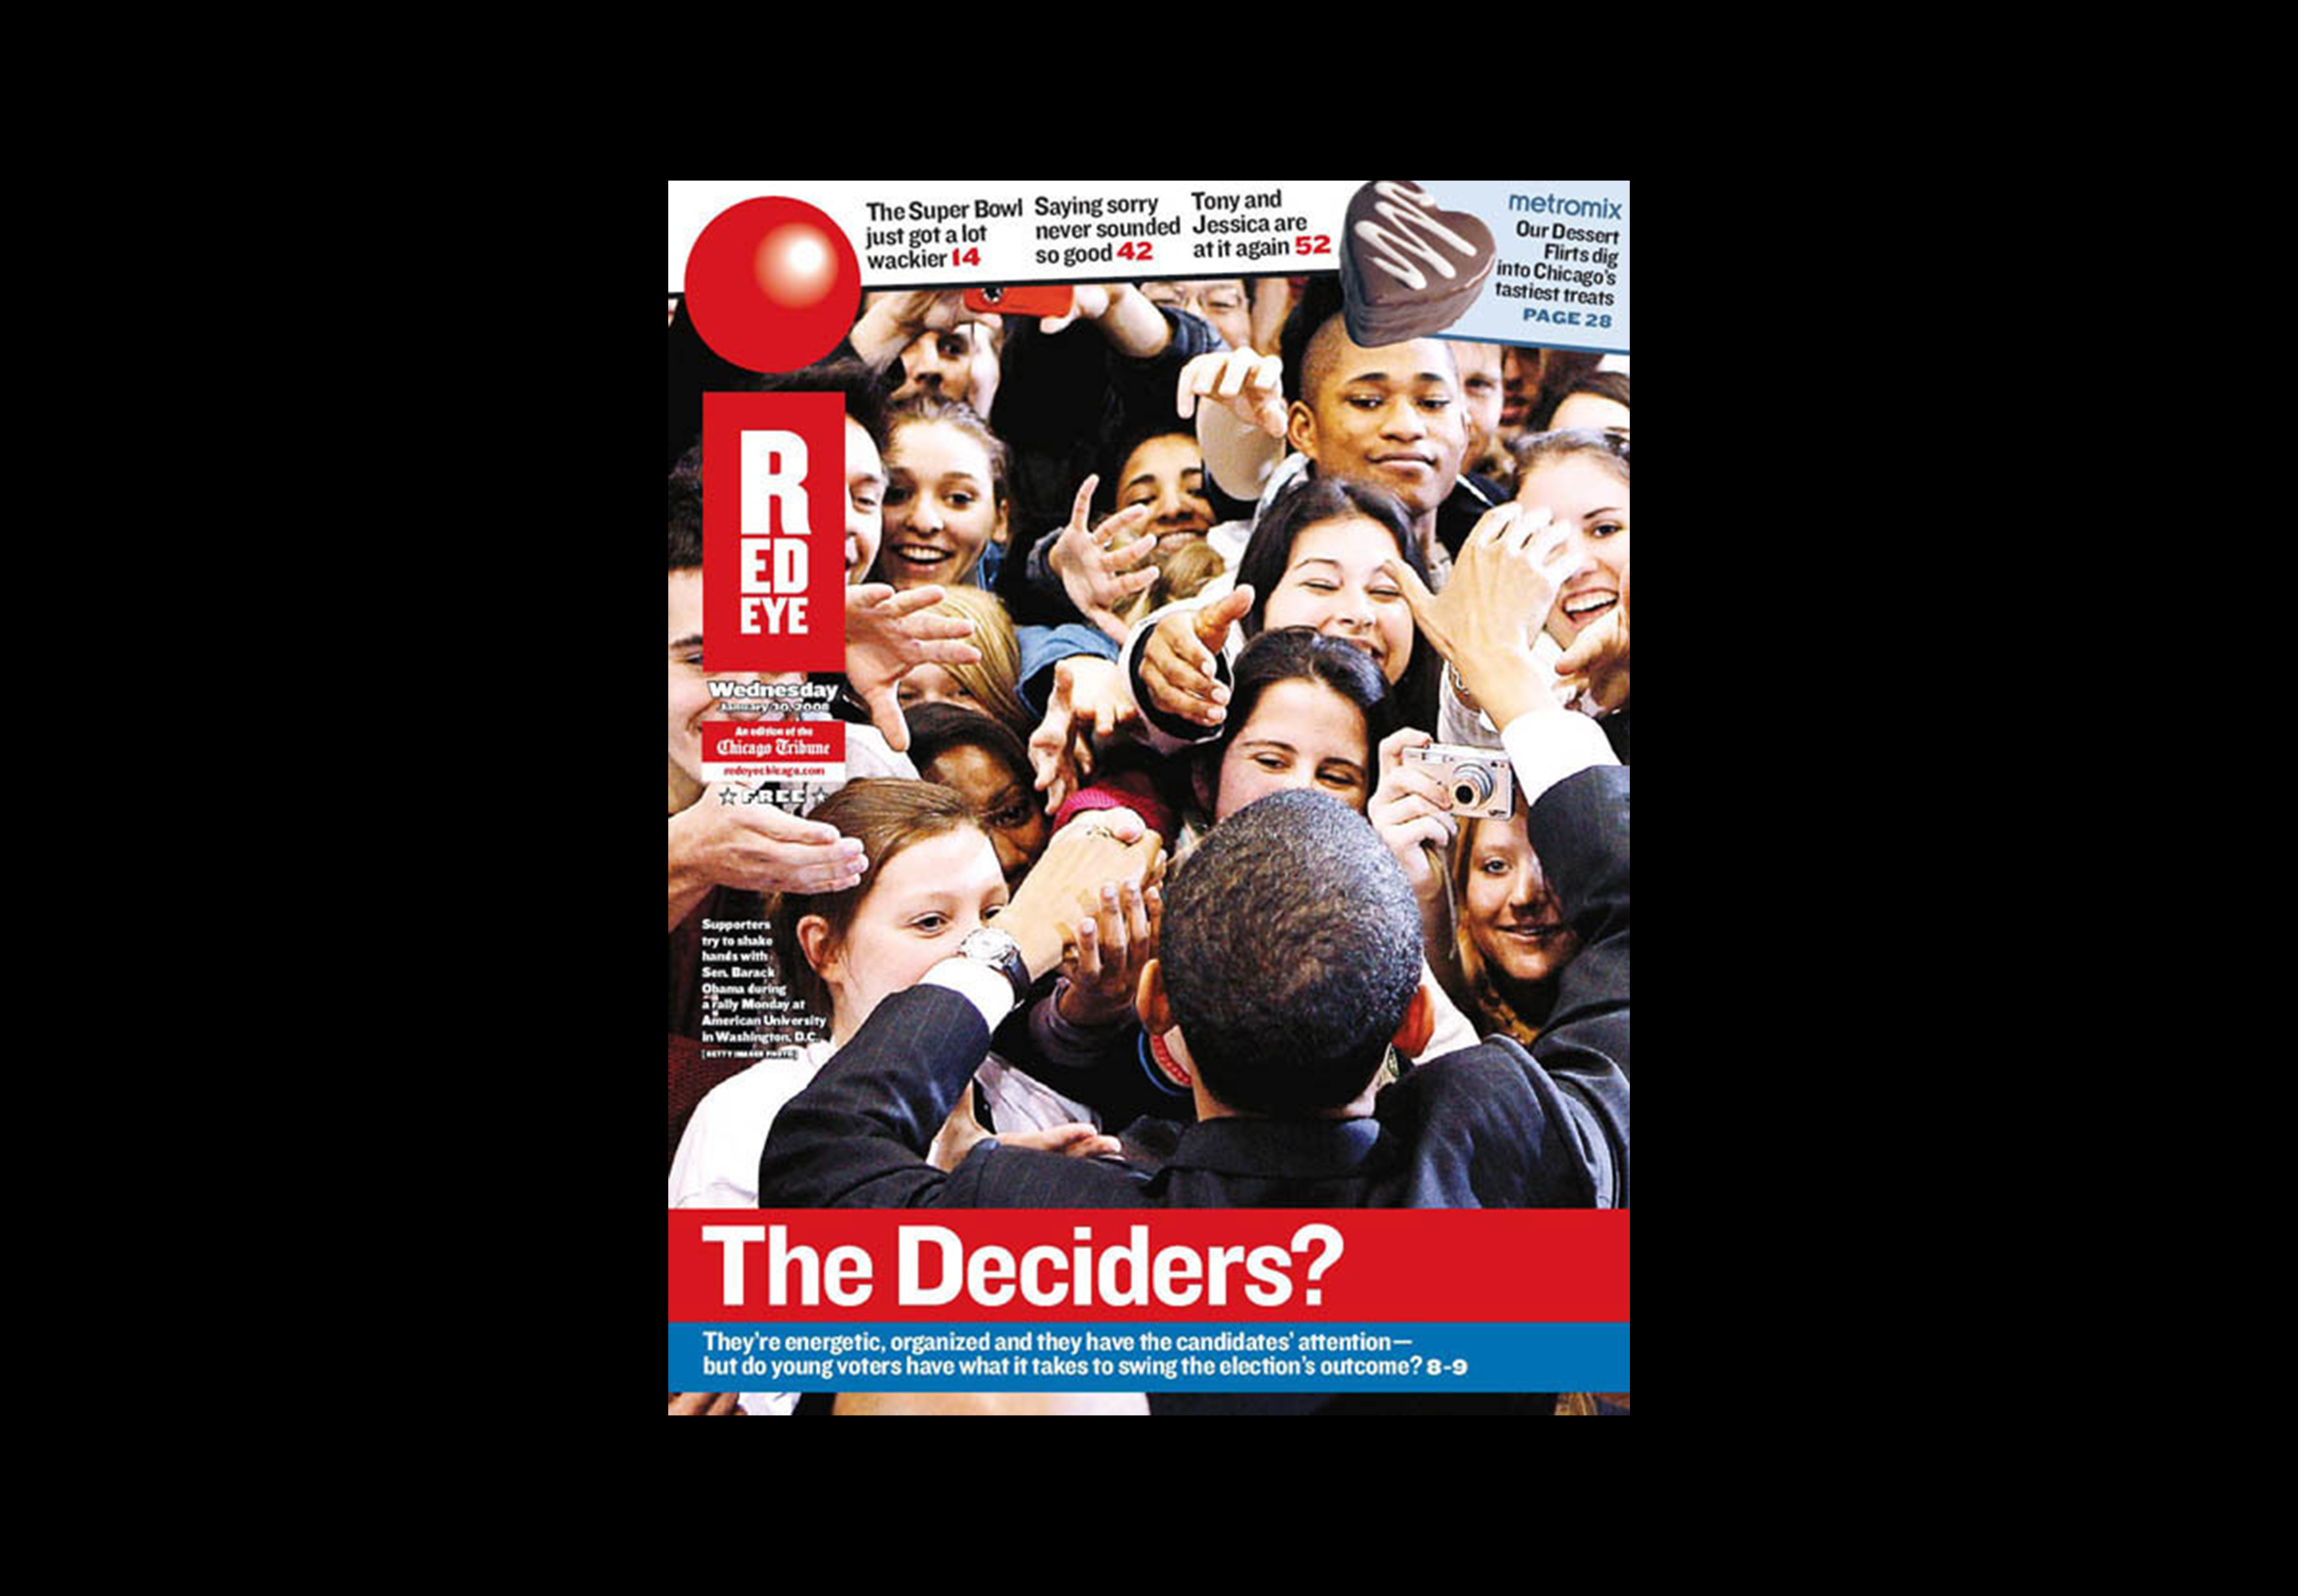 The Super Bowl
just got a lot
wackier 14
Saying sorry
never sounded
so good 42
Tony and
Jessica are
at it again 52
metromix
Our Dessert
Flirts dig
into Chicago's
tastiest treats
PAGE 28
R
ED
EYE
Wednesday
January 30, 2008
An edition of the
Chicago Tribune
redeyechicago.com
☆ FREE ☆
Supporters
try to shake
hands with
Sen. Barack
Obama during
a rally Monday at
American University
in Washington, D.C.
[GETTY IMAGES PHOTO]
The Deciders?
They're energetic, organized and they have the candidates' attention—
but do young voters have what it takes to swing the election's outcome? 8-9